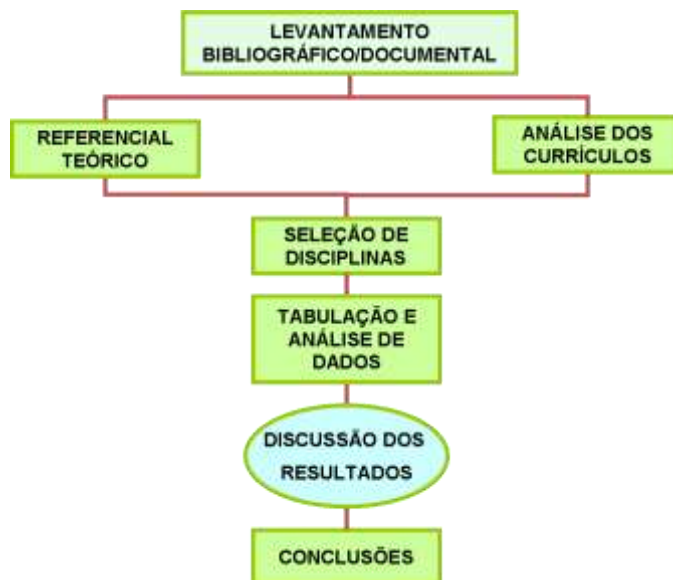 LEVANTAMENTO
BIBLIOGRÁFICO/DOCUMENTAL
REFERENCIAL
TEÓRICO
ANÁLISE DOS
CURRÍCULOS
SELEÇÃO DE
DISCIPLINAS
TABULAÇÃO E
ANÁLISE DE
DADOS
DISCUSSÃO DOS
RESULTADOS
CONCLUSÕES